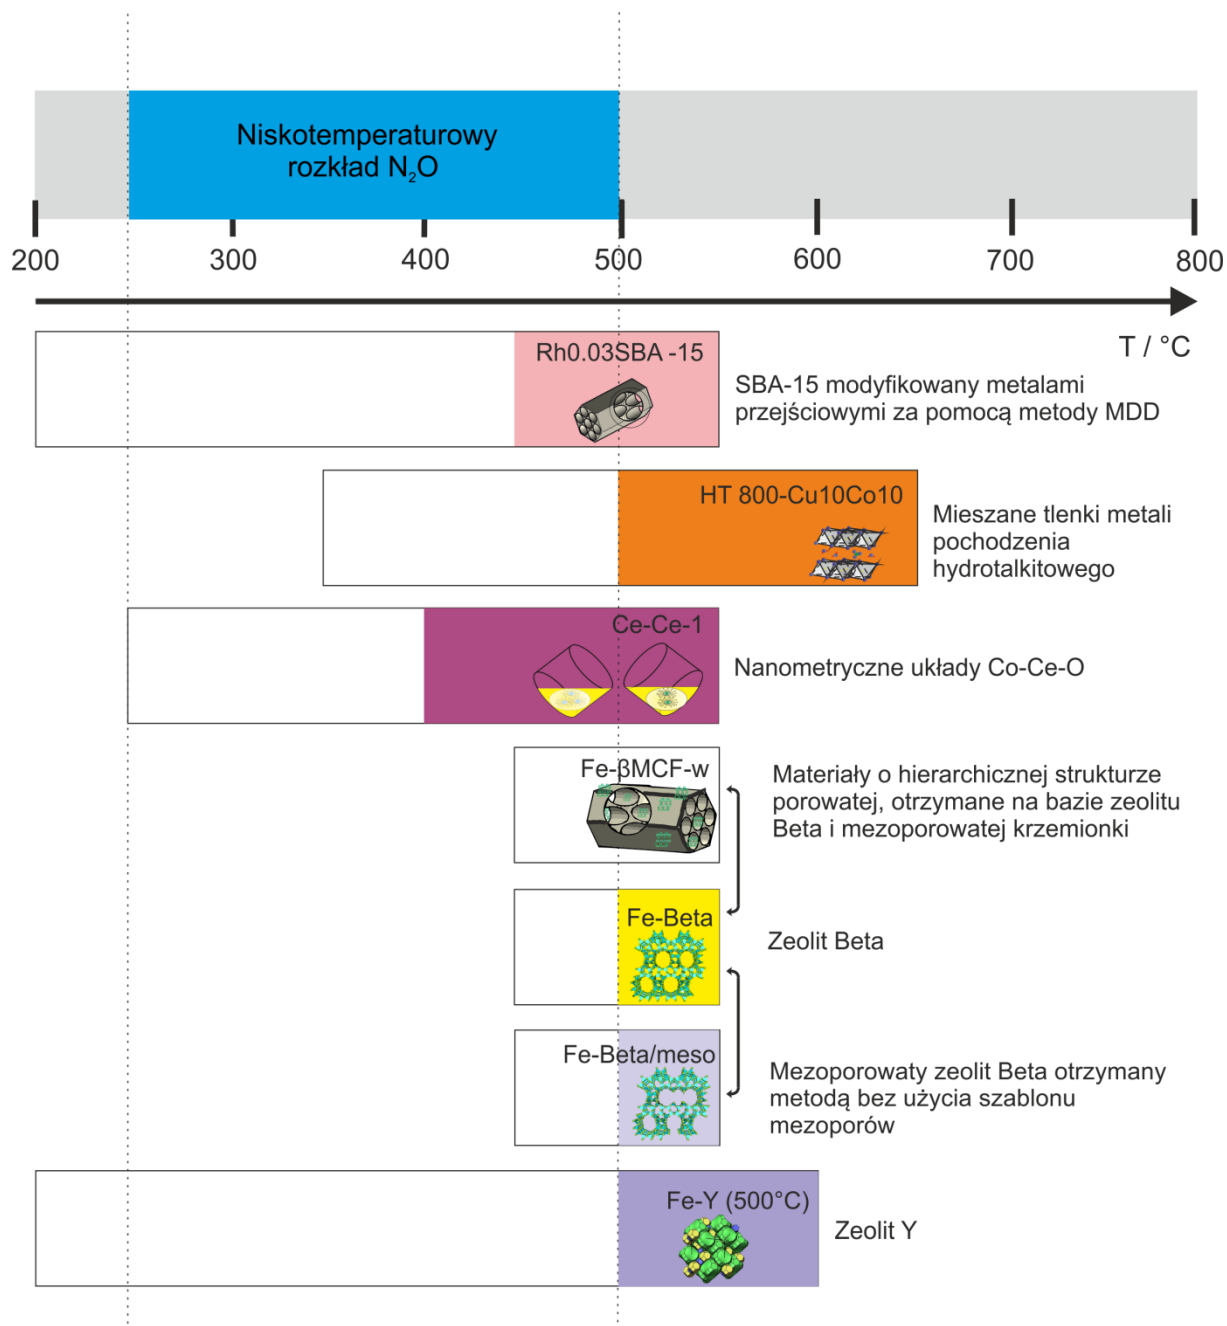 Niskotemperaturowy
rozkład N₂O
200 300 400 500 600 700 800
T / °C
Rh0.03SBA -15
SBA-15 modyfikowany metalami
przejściowymi za pomocą metody MDD
HT 800-Cu10Co10
Mieszane tlenki metali
pochodzenia
hydrotalkitowego
Ce-Ce-1
Nanometryczne układy Co-Ce-O
Fe-βMCF-w
Materiały o hierarchicznej strukturze
porowatej, otrzymane na bazie zeolitu
Beta i mezoporowatej krzemionki
Fe-Beta
Zeolit Beta
Fe-Beta/meso
Mezoporowaty zeolit Beta otrzymany
metodą bez użycia szablonu
mezoporów
Fe-Y (500°C)
Zeolit Y